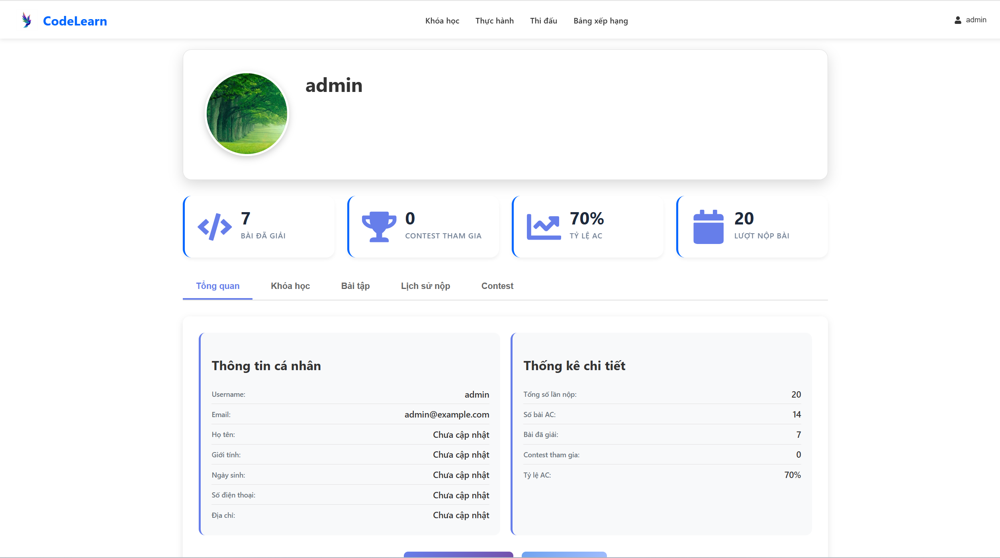 CodeLearn
Khóa học Thực hành Thi đấu Bảng xếp hạng
admin
admin
7
BÀI ĐÃ GIẢI
0
CONTEST THAM GIA
70%
TỶ LỆ AC
20
LƯỢT NỘP BÀI
Tổng quan Khóa học Bài tập Lịch sử nộp Contest
Thông tin cá nhân
Username: admin
Email: admin@example.com
Họ tên: Chưa cập nhật
Giới tính: Chưa cập nhật
Ngày sinh: Chưa cập nhật
Số điện thoại: Chưa cập nhật
Địa chỉ: Chưa cập nhật
Thống kê chi tiết
Tổng số lần nộp: 20
Số bài AC: 14
Bài đã giải: 7
Contest tham gia: 0
Tỷ lệ AC: 70%